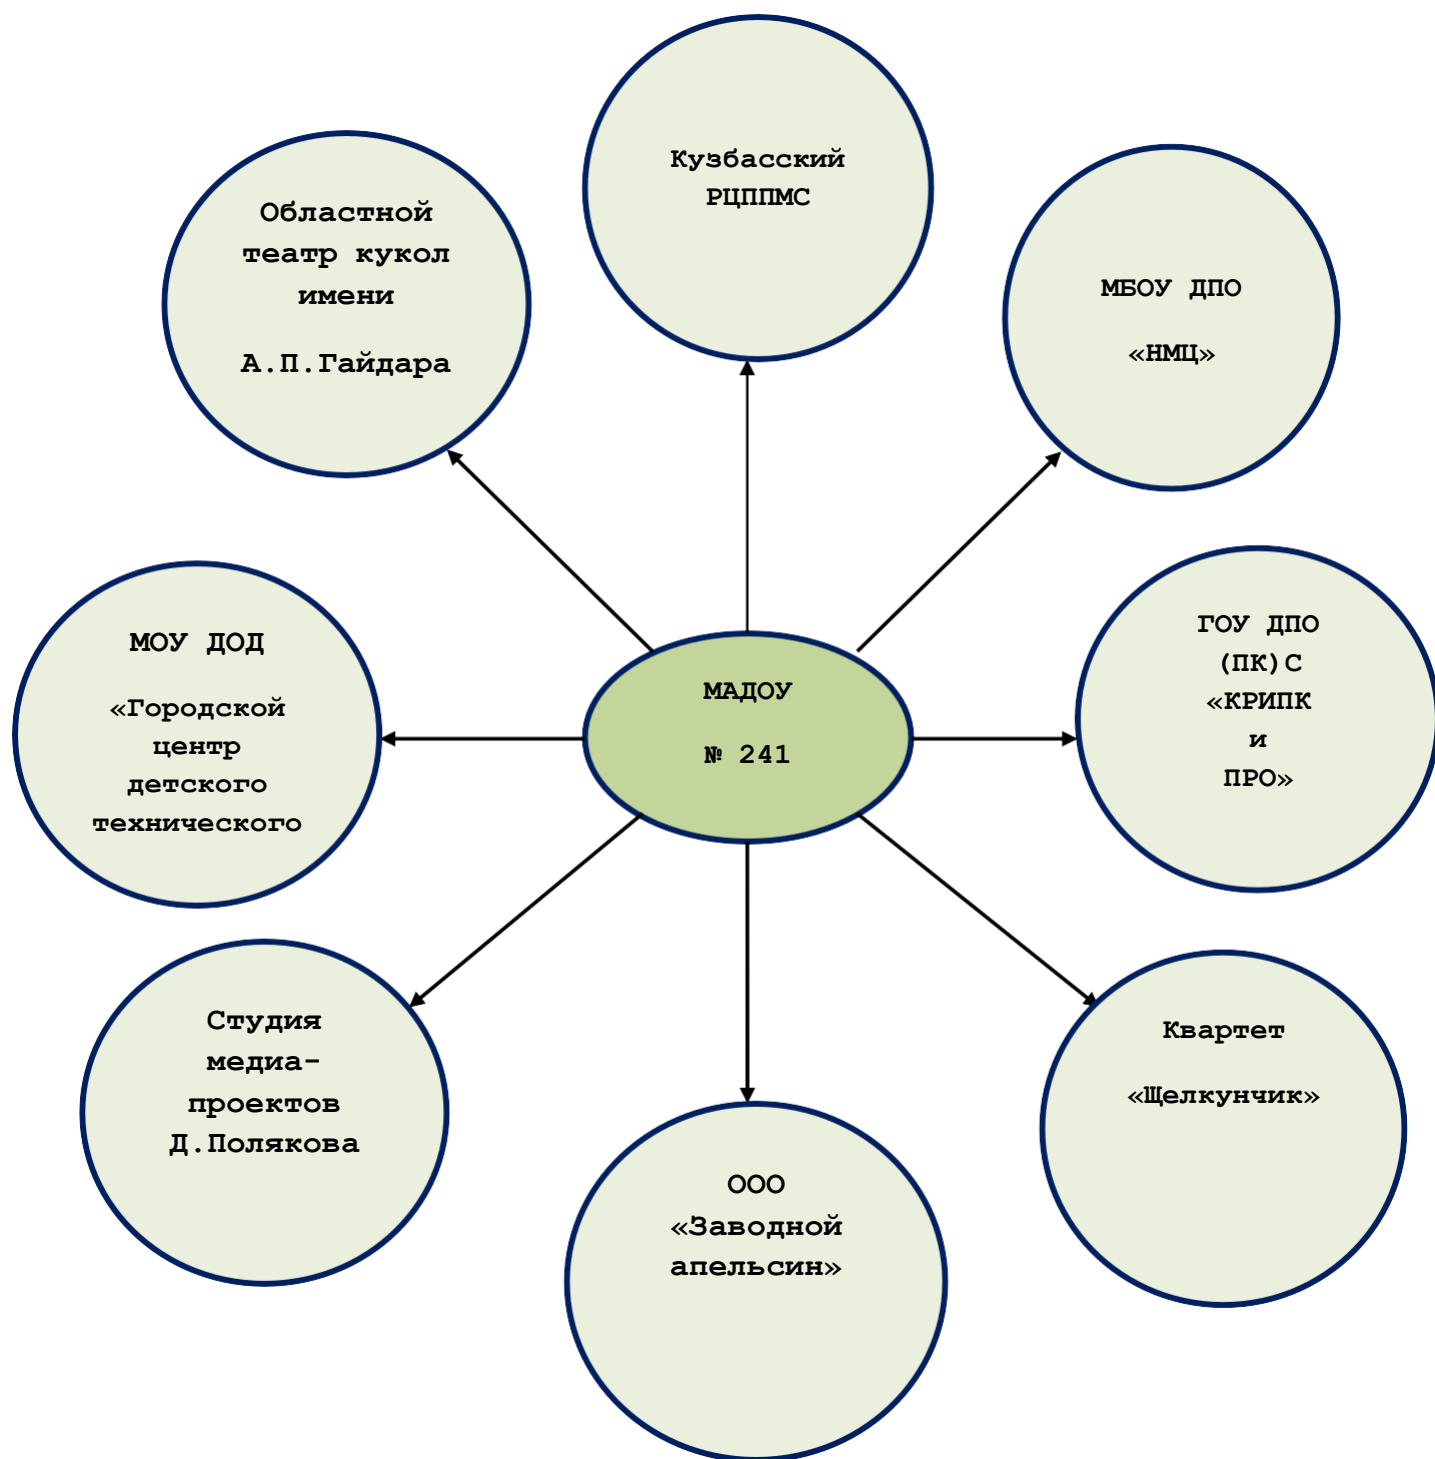 Кузбасский
РЦППМС
Областной
театр кукол
имени
А.П.Гайдара
МБОУ ДПО
«НМЦ»
МОУ ДОД
«Городской
центр
детского
технического
МАДОУ
№ 241
ГОУ ДПО
(ПК)С
«КРИПК
и
ПРО»
Студия
медиа-
проектов
Д.Полякова
ООО
«Заводной
апельсин»
Квартет
«Щелкунчик»